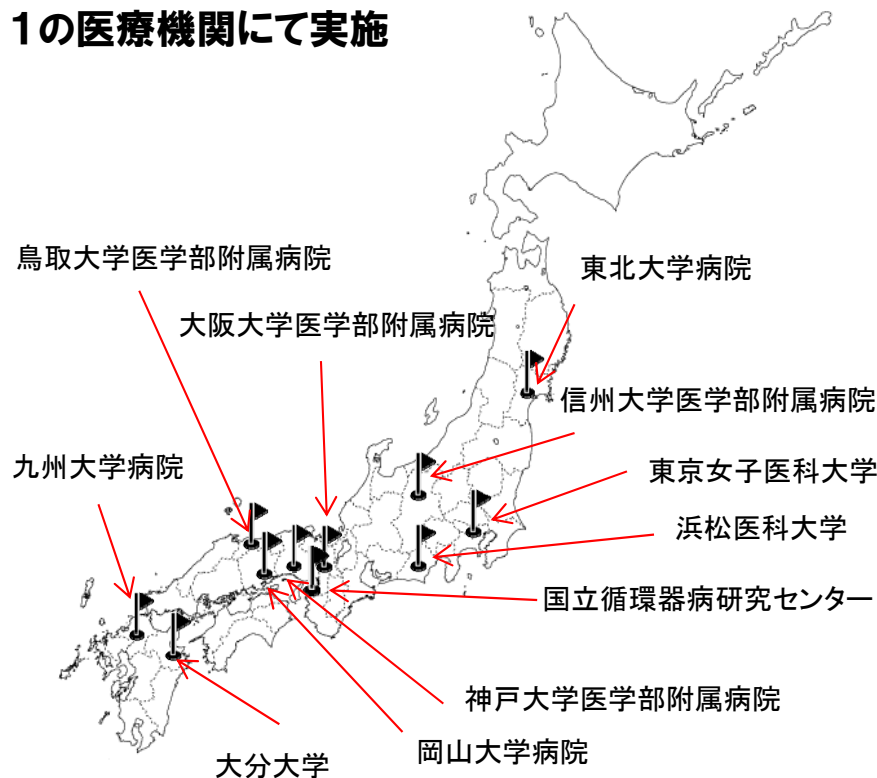 1の医療機関にて実施
鳥取大学医学部附属病院
東北大学病院
大阪大学医学部附属病院
信州大学医学部附属病院
九州大学病院
東京女子医科大学
浜松医科大学
国立循環器病研究センター
神戸大学医学部附属病院
岡山大学病院
大分大学